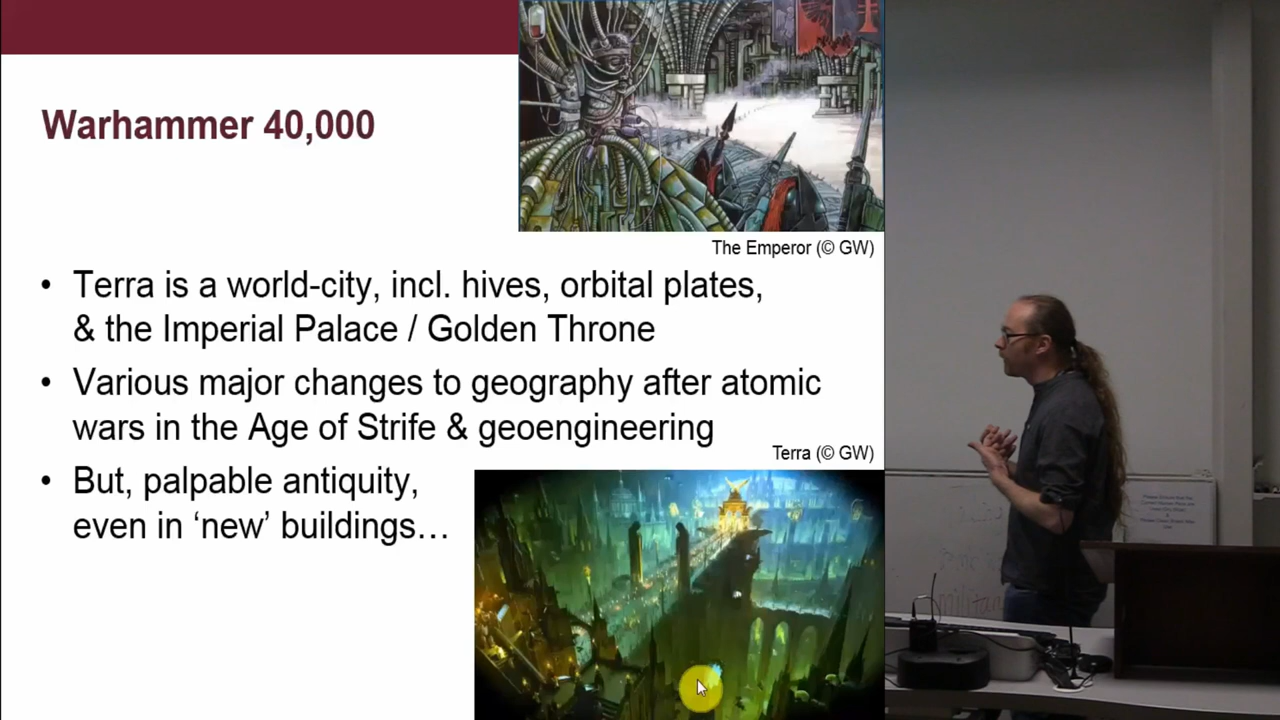 Warhammer 40,000
The Emperor (© GW)
• Terra is a world-city, incl. hives, orbital plates,
& the Imperial Palace / Golden Throne
• Various major changes to geography after atomic
wars in the Age of Strife & geoengineering
Terra (© GW)
• But, palpable antiquity,
even in ‘new’ buildings…